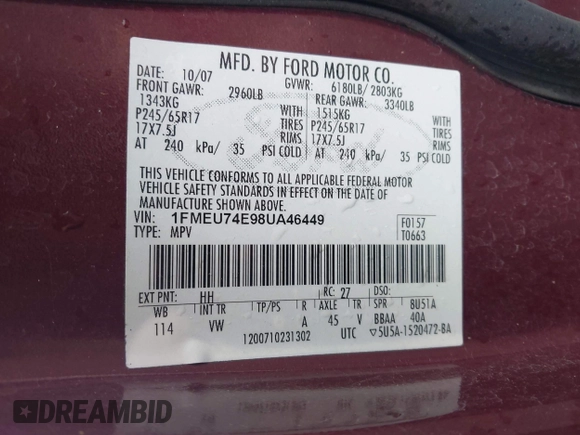 MFD. BY FORD MOTOR CO.
DATE: 10/07 GVWR: 6180LB/ 2803KG
FRONT GAWR: 2960LB REAR GAWR: 3340LB
1343KG 1515KG
P245/65R17 TIRES P245/65R17 TIRES
17X7.5J RIMS 17X7.5J RIMS
AT 240 kPa/ 35 PSI COLD AT 240 kPa/ 35 PSI COLD
THIS VEHICLE CONFORMS TO ALL APPLICABLE FEDERAL MOTOR
VEHICLE SAFETY STANDARDS IN EFFECT ON THE DATE OF
MANUFACTURE SHOWN ABOVE.
VIN: 1FMEU74E98UA46449 F0157
TYPE: MPV T0663
EXT PNT: HH RC: 27 DSO:
WB INT TR TP/PS R AXLE TR SPR 8U51A
114 VW A 45 V BBAA 40A
1200710231302 UTC ▽5U5A-1520472-BA
DREAMBID